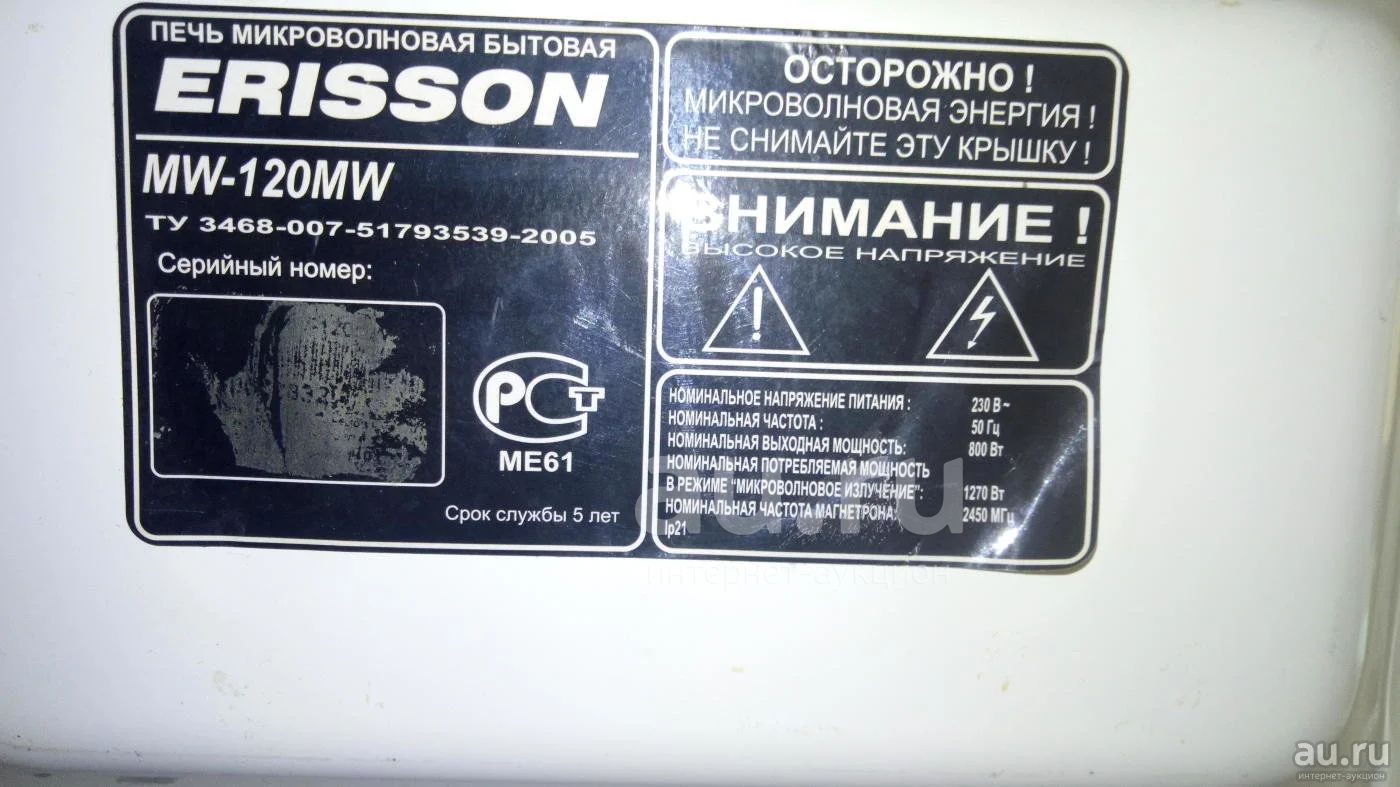 ПЕЧЬ МИКРОВОЛНОВАЯ БЫТОВАЯ
ERISSON
MW-120MW
ТУ 3468-007-51793539-2005
Серийный номер:
РСТ
МЕ61
Срок службы 5 лет
ОСТОРОЖНО !
МИКРОВОЛНОВАЯ ЭНЕРГИЯ !
НЕ СНИМАЙТЕ ЭТУ КРЫШКУ !
ВНИМАНИЕ !
ВЫСОКОЕ НАПРЯЖЕНИЕ
НОМИНАЛЬНОЕ НАПРЯЖЕНИЕ ПИТАНИЯ : 230 В ~
НОМИНАЛЬНАЯ ЧАСТОТА : 50 Гц
НОМИНАЛЬНАЯ ВЫХОДНАЯ МОЩНОСТЬ: 800 Вт
НОМИНАЛЬНАЯ ПОТРЕБЛЯЕМАЯ МОЩНОСТЬ
В РЕЖИМЕ "МИКРОВОЛНОВОЕ ИЗЛУЧЕНИЕ": 1270 Вт
НОМИНАЛЬНАЯ ЧАСТОТА МАГНЕТРОНА: 2450 МГц
Ip21
au.ru
интернет-аукцион
au.ru
интернет-аукцион